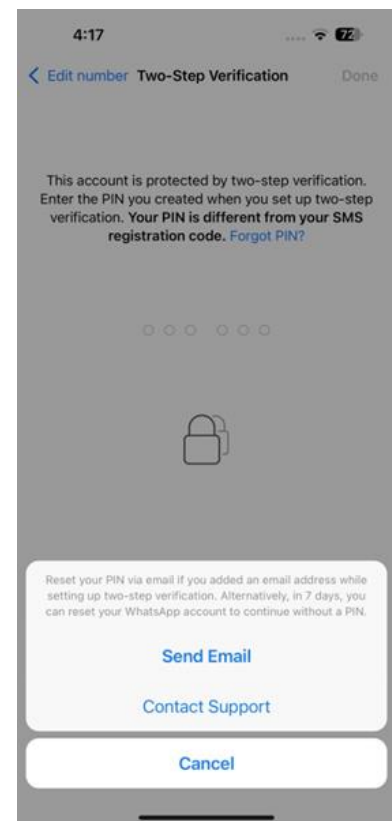 4:17
72
Edit number Two-Step Verification Done
This account is protected by two-step verification.
Enter the PIN you created when you set up two-step
verification. Your PIN is different from your SMS
registration code. Forgot PIN?
Reset your PIN via email if you added an email address while
setting up two-step verification. Alternatively, in 7 days, you
can reset your WhatsApp account to continue without a PIN.
Send Email
Contact Support
Cancel